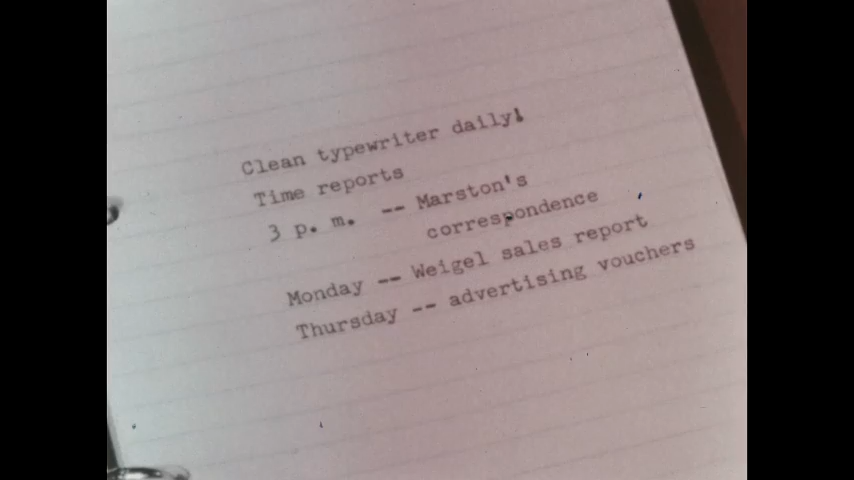 Clean typewriter daily!
Time reports
3 p. m. -- Marston's
correspondence
Monday -- Weigel sales report
Thursday -- advertising vouchers